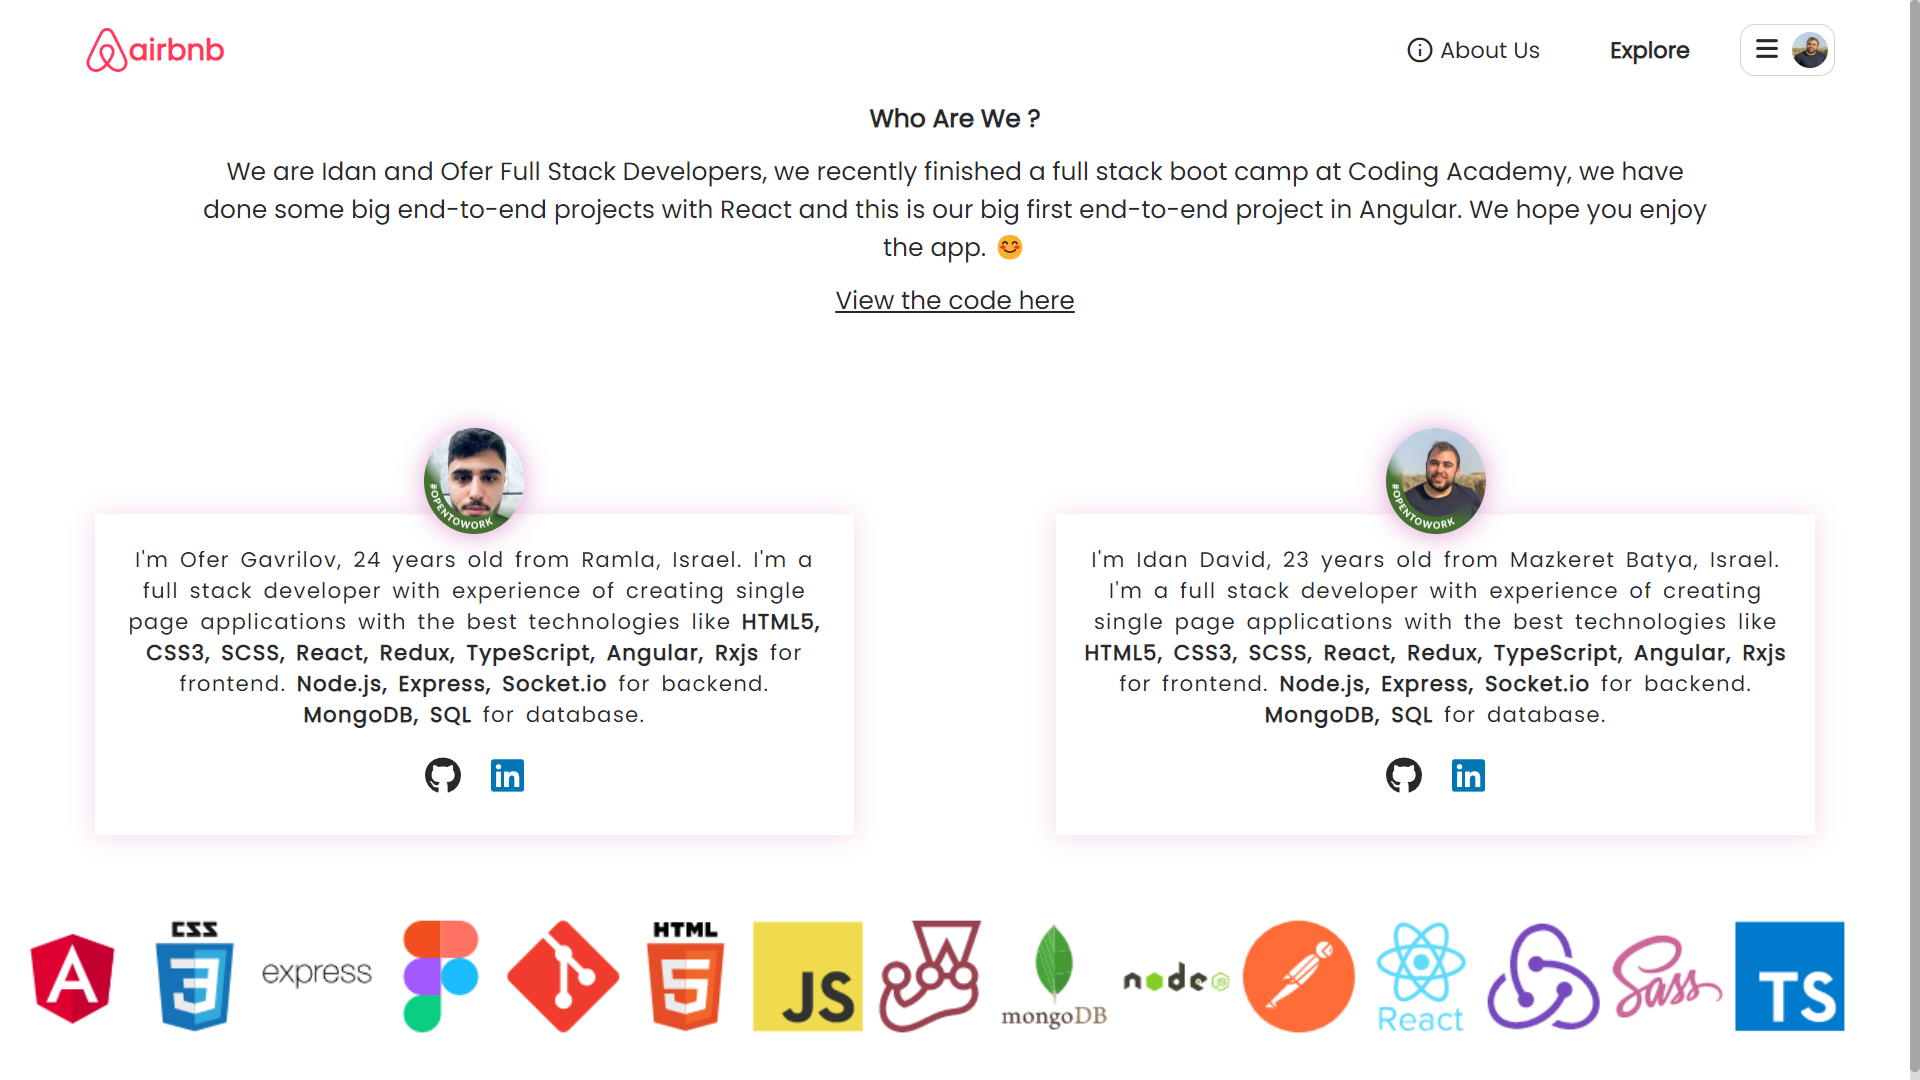 airbnb
About Us
Explore
Who Are We ?
We are Idan and Ofer Full Stack Developers, we recently finished a full stack boot camp at Coding Academy, we have
done some big end-to-end projects with React and this is our big first end-to-end project in Angular. We hope you enjoy
the app. 😊
View the code here
#OPENTOWORK
I'm Ofer Gavrilov, 24 years old from Ramla, Israel. I'm a
full stack developer with experience of creating single
page applications with the best technologies like HTML5,
CSS3, SCSS, React, Redux, TypeScript, Angular, Rxjs for
frontend. Node.js, Express, Socket.io for backend.
MongoDB, SQL for database.
in
#OPENTOWORK
I'm Idan David, 23 years old from Mazkeret Batya, Israel.
I'm a full stack developer with experience of creating
single page applications with the best technologies like
HTML5, CSS3, SCSS, React, Redux, TypeScript, Angular, Rxjs
for frontend. Node.js, Express, Socket.io for backend.
MongoDB, SQL for database.
in
A
CSS
3
express
HTML
5
JS
mongoDB
node
JS
React
Sass
TS